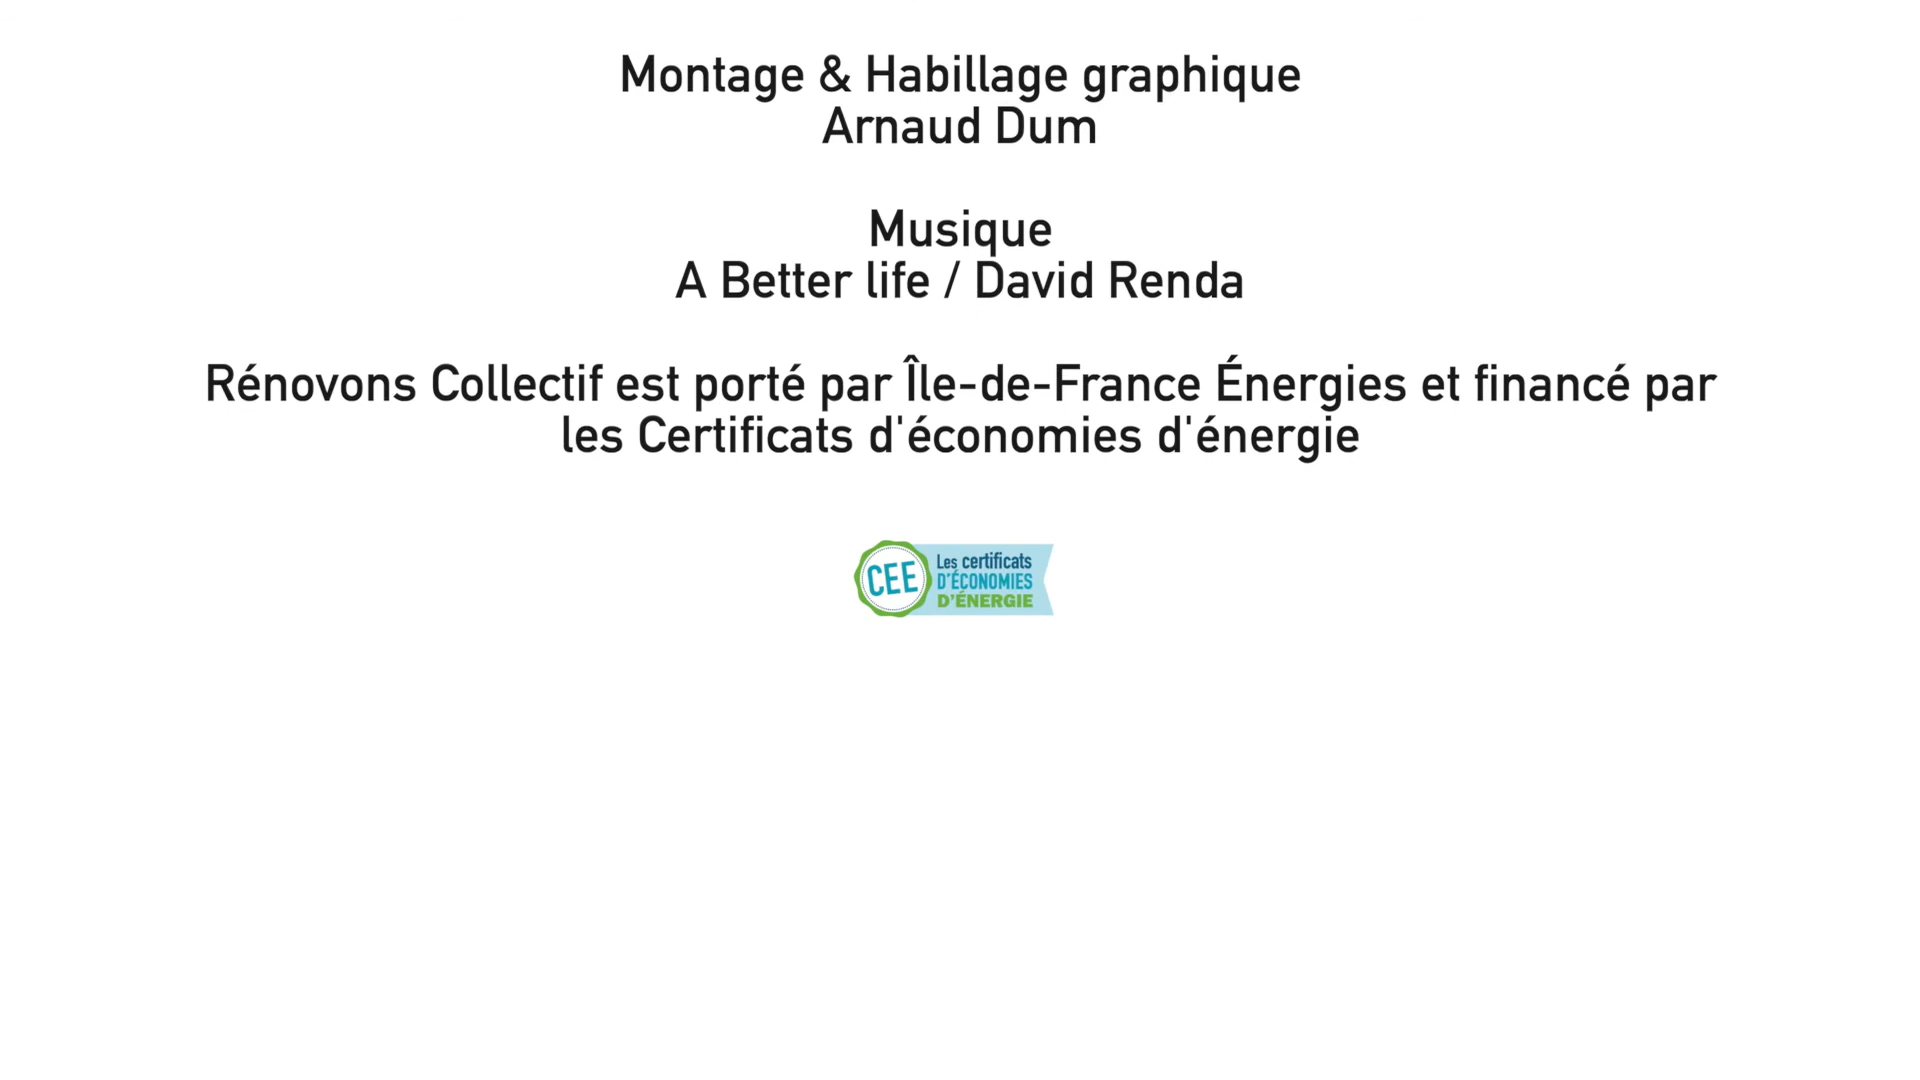 Montage & Habillage graphique
Arnaud Dum
Musique
A Better life / David Renda
Rénovons Collectif est porté par Île-de-France Énergies et financé par
les Certificats d'économies d'énergie
CEE
Les certificats
D'ÉCONOMIES
D'ÉNERGIE